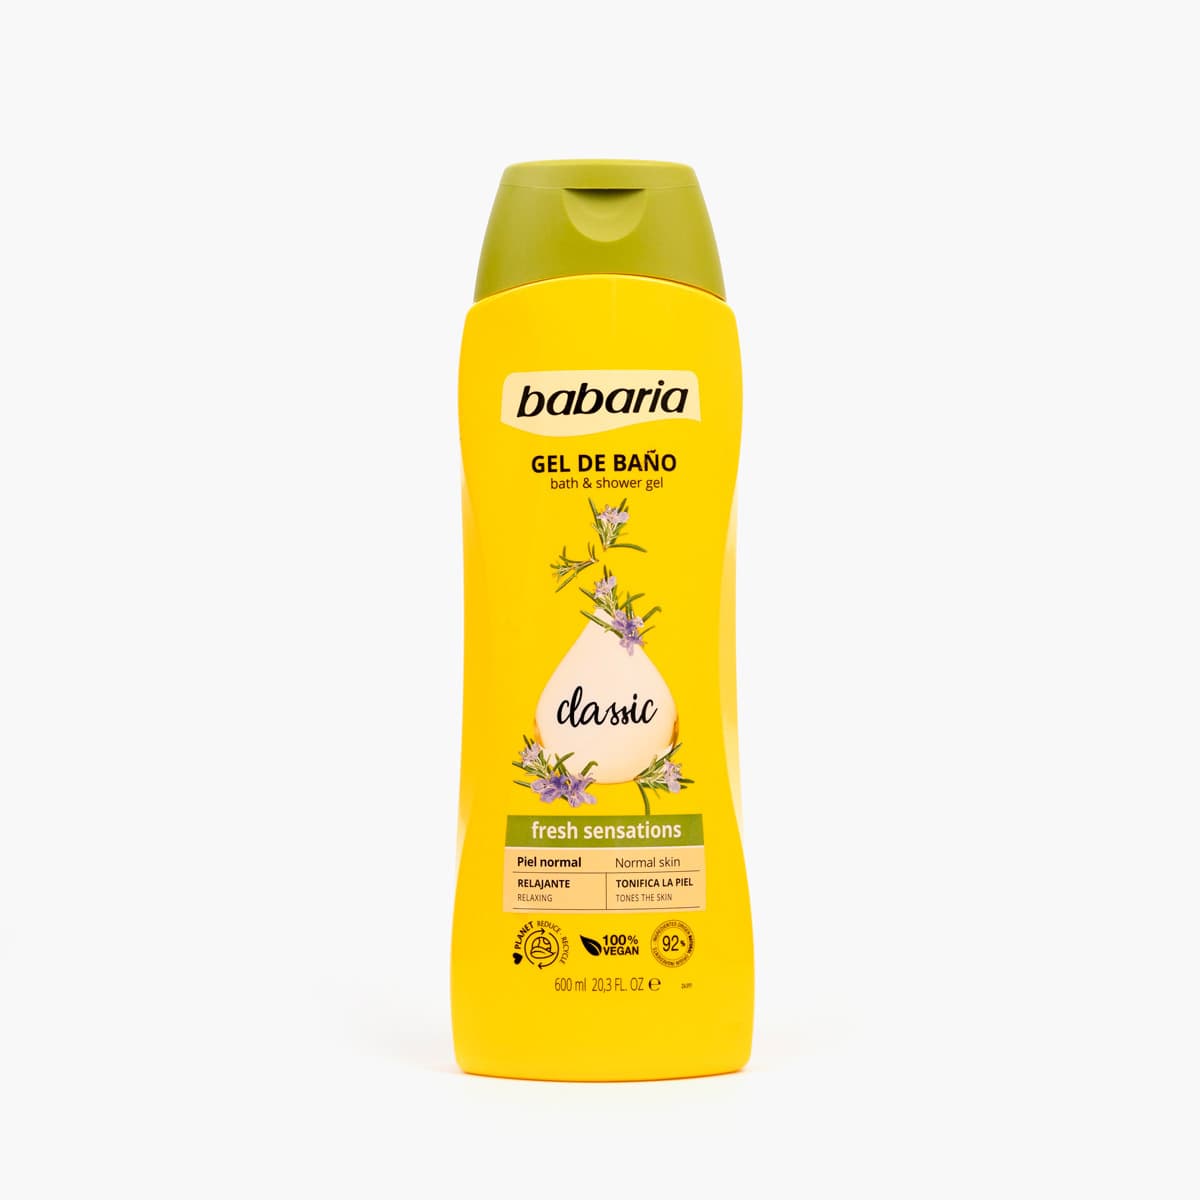 babaria
GEL DE BAÑO
bath & shower gel
classic
fresh sensations
Piel normal Normal skin
RELAJANTE
RELAXING
TONIFICA LA PIEL
TONES THE SKIN
PLANET REDUCE · RECYCLE
100%
VEGAN
92%
600 ml 20,3 FL. OZ ℮